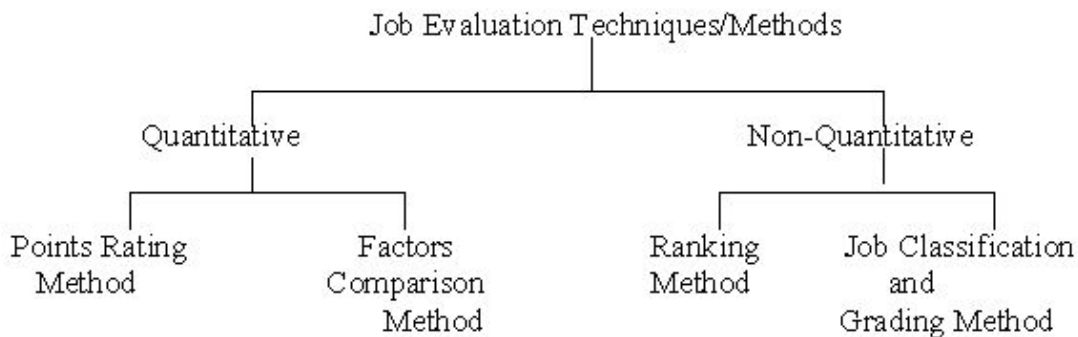 Job Evaluation Techniques/Methods
Quantitative
Non-Quantitative
Points Rating
Method
Factors
Comparison
Method
Ranking
Method
Job Classification
and
Grading Method